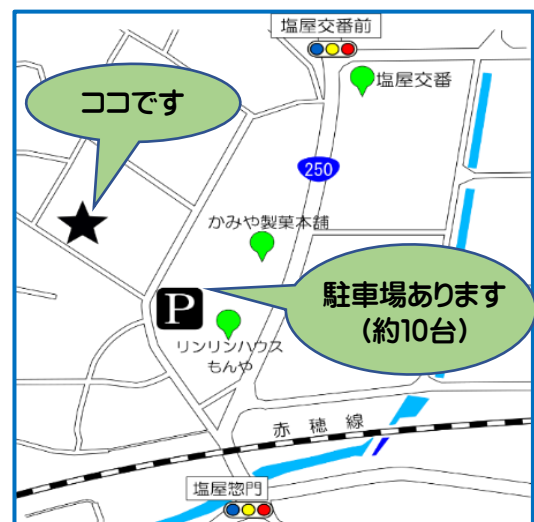 塩屋交番前
塩屋交番
ココです
250
かみや製菓本舗
駐車場あります
（約10台）
P
リンリンハウス
もんや
赤穂線
塩屋惣門